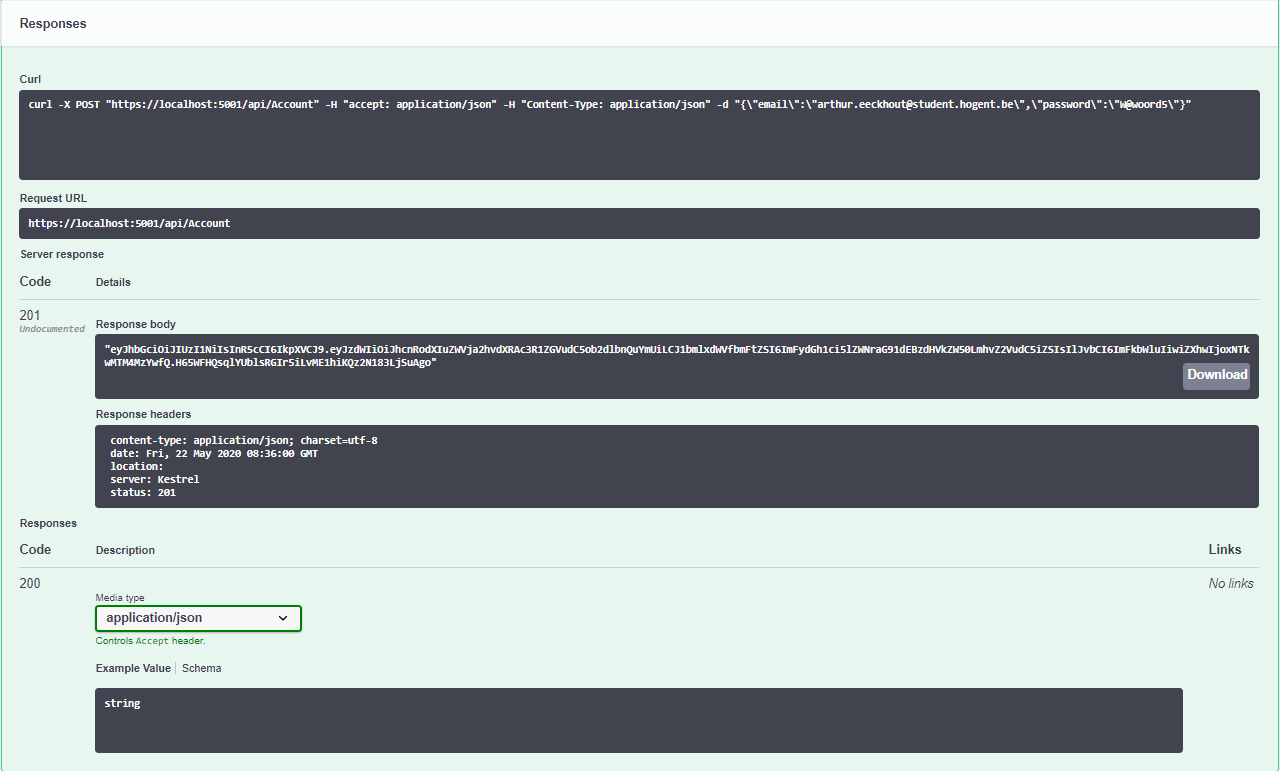 Responses
Curl
curl -X POST "https://localhost:5001/api/Account" -H "accept: application/json" -H "Content-Type: application/json" -d "{\"email\":\"arthur.eeckhout@student.hogent.be\",\"password\":\"W@woord5\"}"
Request URL
https://localhost:5001/api/Account
Server response
Code Details
201
Undocumented
Response body
"eyJhbGciOiJIUzI1NiIsInR5cCI6IkpXVCJ9.eyJzdWIiOiJhcnRodXIuZWVja2hvdXRAc3R1ZGVudC5ob2dlbnQuYmUiLCJ1bmlxdWVfbmFtZSI6ImFydGh1ci5lZWNraG91dEBzdHVkZW50LmhvZ2VudC5iZSIsIlJvbCI6ImFkbWluIiwiZXhwIjoxNTk
wMTM4MzYwfQ.H65WFHQsqlYUblsRGIr5iLvME1hiKQz2N183LjSuAgo"
Download
Response headers
content-type: application/json; charset=utf-8
date: Fri, 22 May 2020 08:36:00 GMT
location:
server: Kestrel
status: 201
Responses
Code Description Links
200 No links
Media type
application/json
Controls Accept header.
Example Value Schema
string